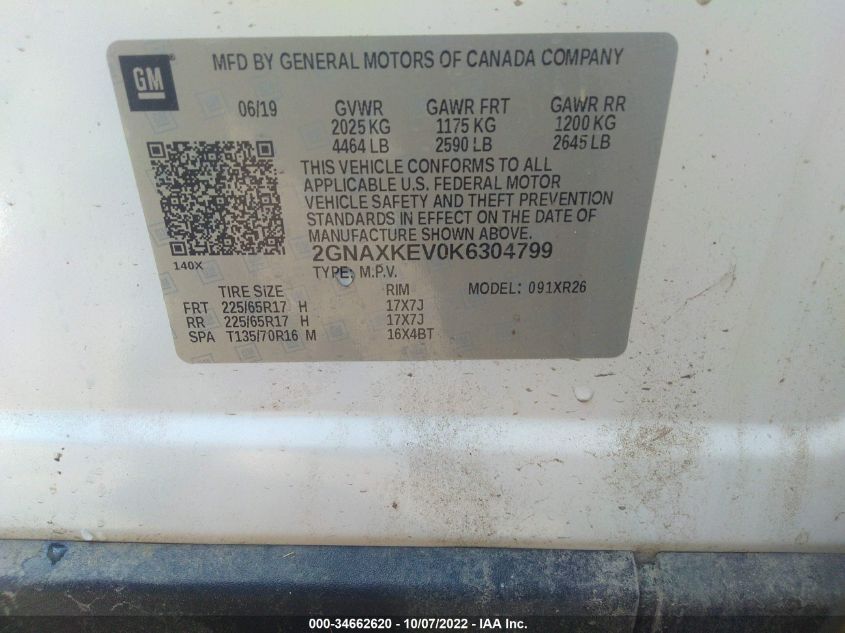 GM
MFD BY GENERAL MOTORS OF CANADA COMPANY
06/19 GVWR GAWR FRT GAWR RR
2025 KG 1175 KG 1200 KG
4464 LB 2590 LB 2645 LB
THIS VEHICLE CONFORMS TO ALL
APPLICABLE U.S. FEDERAL MOTOR
VEHICLE SAFETY AND THEFT PREVENTION
STANDARDS IN EFFECT ON THE DATE OF
MANUFACTURE SHOWN ABOVE.
140X 2GNAXKEV0K6304799
TYPE: M.P.V.
TIRE SIZE RIM MODEL: 091XR26
FRT 225/65R17 H 17X7J
RR 225/65R17 H 17X7J
SPA T135/70R16 M 16X4BT
000-34662620 - 10/07/2022 - IAA Inc.